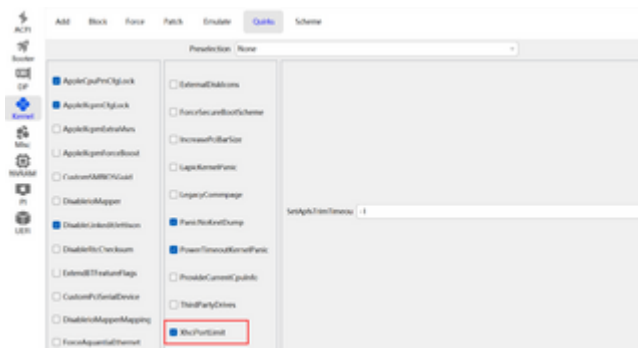 ACPI
Booter
DP
Kernel
Misc
NVRAM
PI
UEFI
Add Block Force Patch Emulate Quirks Scheme
Preselection None
AppleCpuPmCfgLock
AppleXcpmCfgLock
AppleXcpmExtraMsrs
AppleXcpmForceBoost
CustomSMBIOSGuid
DisableIoMapper
DisableLinkeditJettison
DisableRtcChecksum
ExtendBTFeatureFlags
CustomPciSerialDevice
DisableIoMapperMapping
ForceAquantiaEthernet
ExternalDiskIcons
ForceSecureBootScheme
IncreasePciBarSize
LapicKernelPanic
LegacyCommpage
PanicNoKextDump
PowerTimeoutKernelPanic
ProvideCurrentCpuInfo
ThirdPartyDrives
XhciPortLimit
SetApfsTrimTimeou -1